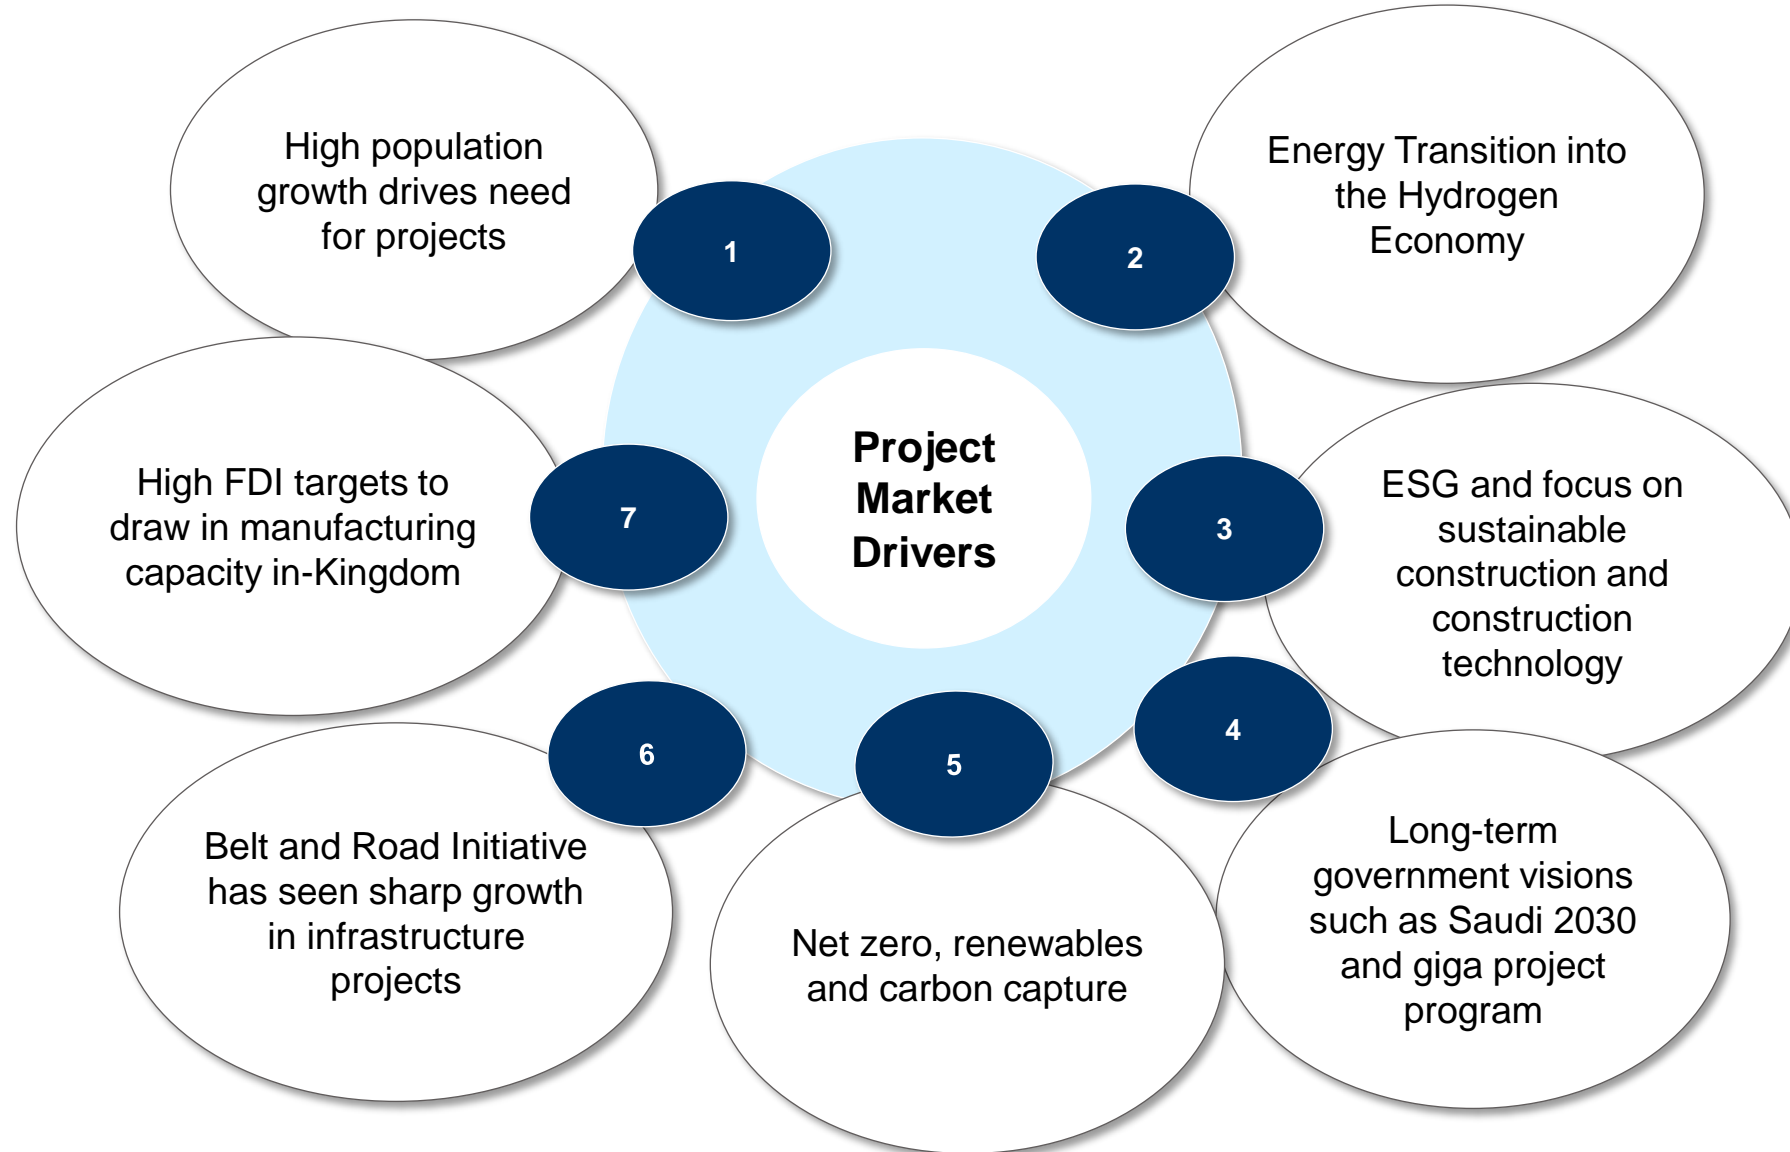 High population
growth drives need
for projects
1
Energy Transition into
the Hydrogen
Economy
2
ESG and focus on
sustainable
construction and
construction
technology
3
Long-term
government visions
such as Saudi 2030
and giga project
program
4
Net zero, renewables
and carbon capture
5
Belt and Road Initiative
has seen sharp growth
in infrastructure
projects
6
High FDI targets to
draw in manufacturing
capacity in-Kingdom
7
Project
Market
Drivers